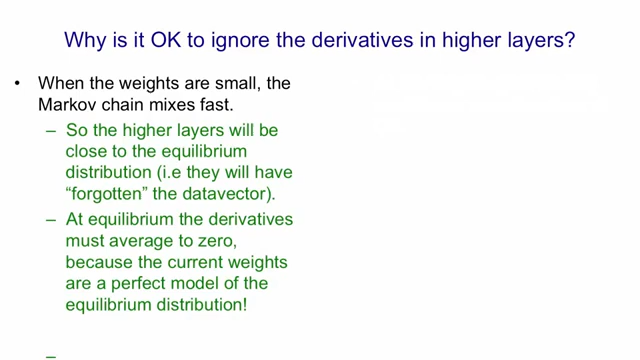 Why is it OK to ignore the derivatives in higher layers?
• When the weights are small, the
Markov chain mixes fast.
– So the higher layers will be
close to the equilibrium
distribution (i.e they will have
“forgotten” the datavector).
– At equilibrium the derivatives
must average to zero,
because the current weights
are a perfect model of the
equilibrium distribution!
–